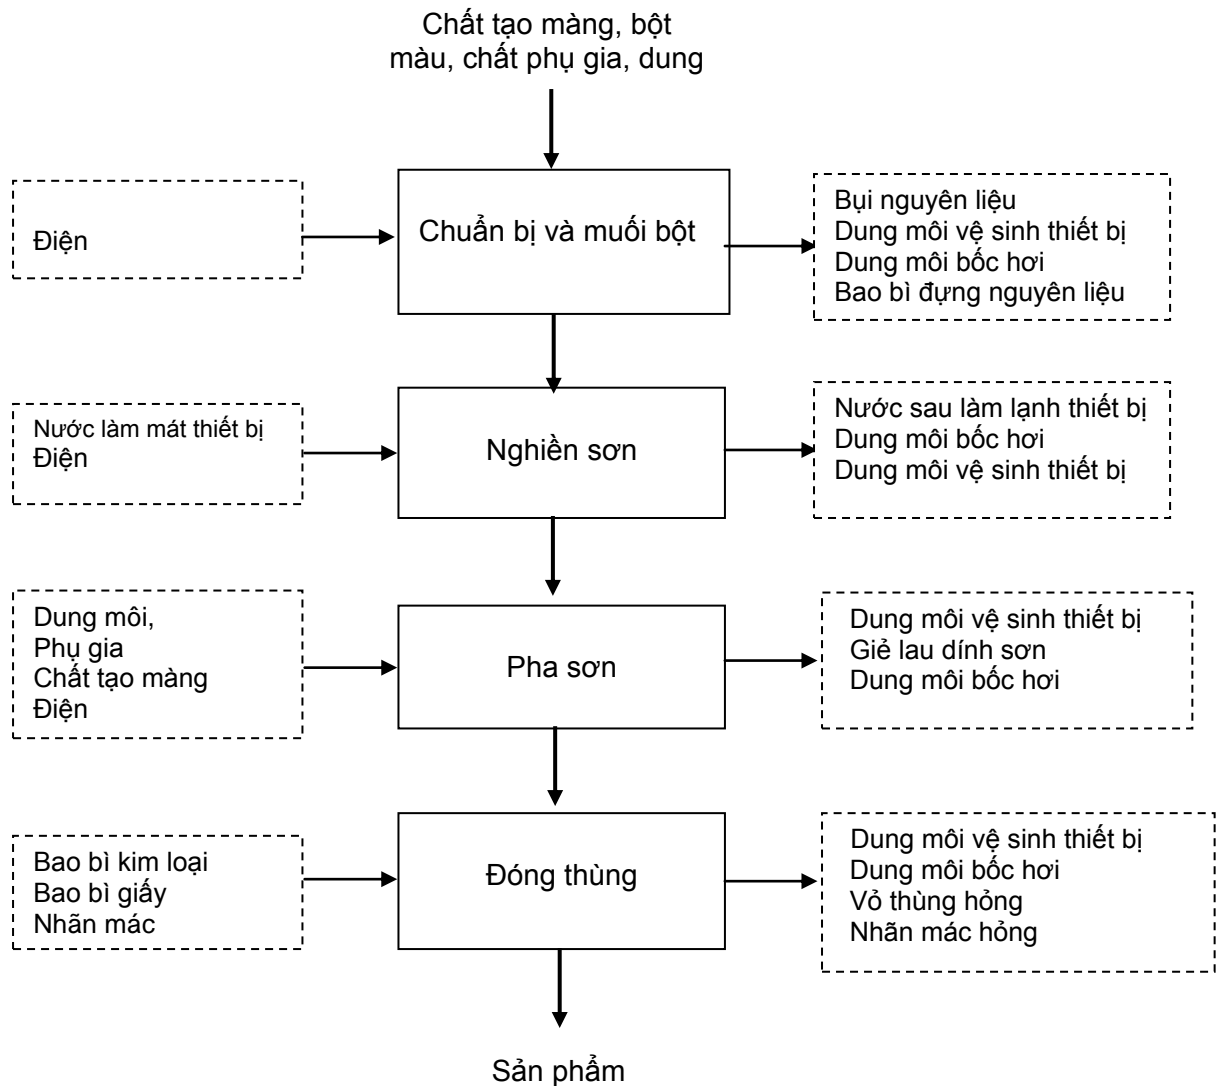 Chất tạo màng, bột
màu, chất phụ gia, dung
Điện
Chuẩn bị và muối bột
Bụi nguyên liệu
Dung môi vệ sinh thiết bị
Dung môi bốc hơi
Bao bì đựng nguyên liệu
Nước làm mát thiết bị
Điện
Nghiền sơn
Nước sau làm lạnh thiết bị
Dung môi bốc hơi
Dung môi vệ sinh thiết bị
Dung môi,
Phụ gia
Chất tạo màng
Điện
Pha sơn
Dung môi vệ sinh thiết bị
Giẻ lau dính sơn
Dung môi bốc hơi
Bao bì kim loại
Bao bì giấy
Nhãn mác
Đóng thùng
Dung môi vệ sinh thiết bị
Dung môi bốc hơi
Vỏ thùng hỏng
Nhãn mác hỏng
Sản phẩm